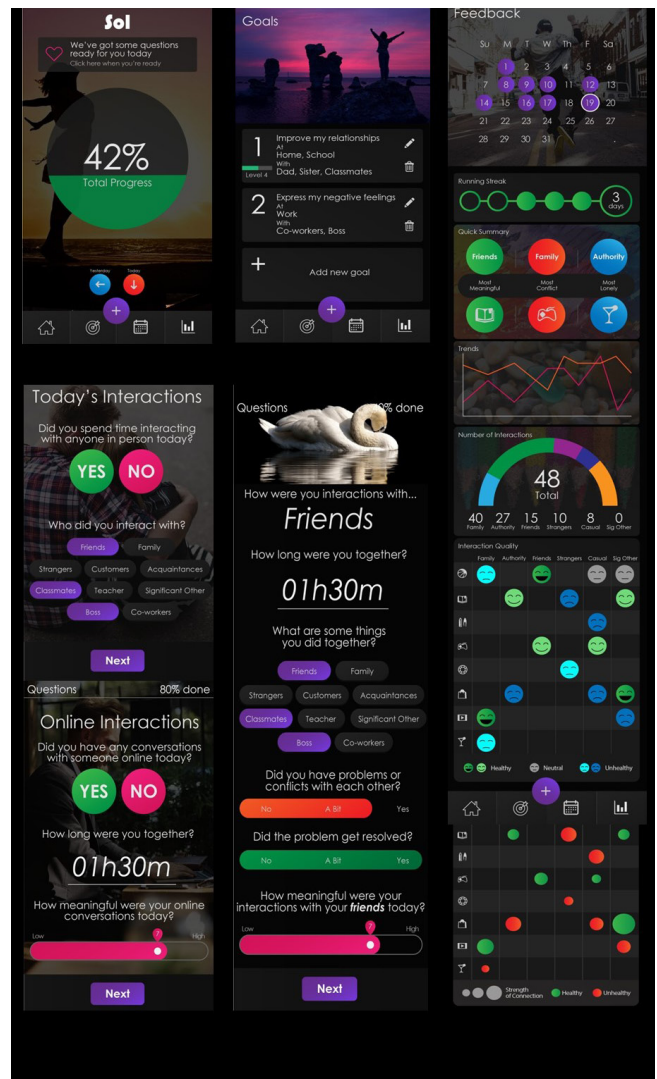 Sol
We've got some questions
ready for you today
Click here when you're ready
42%
Total Progress
Yesterday
Today
+
Goals
1
Improve my relationships
At
Home, School
With
Dad, Sister, Classmates
Level 4
2
Express my negative feelings
At
Work
With
Co-workers, Boss
+
Add new goal
+
Feedback
Su M T W Th F Sa
1 2 3 4 5 6
7 8 9 10 11 12 13
14 15 16 17 18 19 20
21 22 23 24 25 26 27
28 29 30 31
Running Streak
3
days
Quick Summary
Friends
Family
Authority
Most
Meaningful
Most
Conflict
Most
Lonely
Trends
Number of Interactions
48
Total
40 27 15 10 8 0
Family Authority Friends Strangers Casual Sig Other
Interaction Quality
Family Authority Friends Strangers Casual Sig Other
Healthy
Neutral
Unhealthy
+
Strength
of Connection
Healthy
Unhealthy
Today's Interactions
Did you spend time interacting
with anyone in person today?
YES
NO
Who did you interact with?
Friends
Family
Strangers
Customers
Acquaintances
Classmates
Teacher
Significant Other
Boss
Co-workers
Next
Questions
80% done
Online Interactions
Did you have any conversations
with someone online today?
YES
NO
How long were you together?
01h30m
How meaningful were your online
conversations today?
Low
7
High
Next
Questions
% done
How were you interactions with...
Friends
How long were you together?
01h30m
What are some things
you did together?
Friends
Family
Strangers
Customers
Acquaintances
Classmates
Teacher
Significant Other
Boss
Co-workers
Did you have problems or
conflicts with each other?
No
A Bit
Yes
Did the problem get resolved?
No
A Bit
Yes
How meaningful were your
interactions with your friends today?
Low
7
High
Next